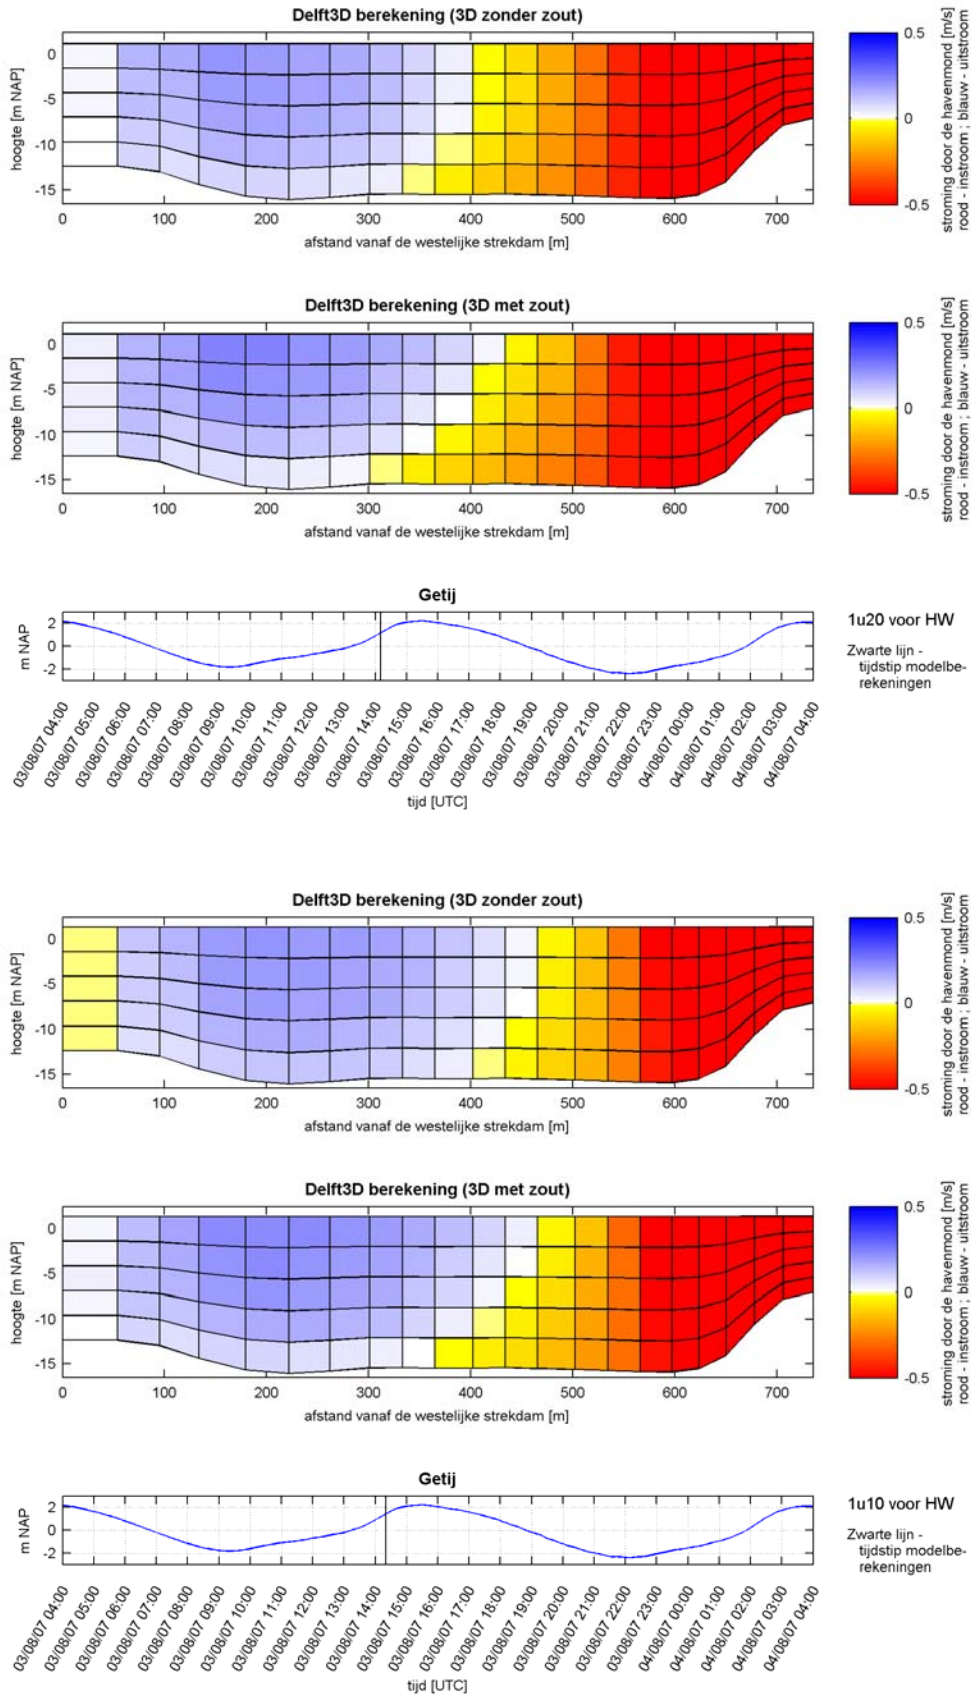 Delft3D berekening (3D zonder zout)
hoogte [m NAP]
0
-5
-10
-15
0 100 200 300 400 500 600 700
afstand vanaf de westelijke strekdam [m]
0.5
0
-0.5
stroming door de havenmond [m/s]
rood - instroom ; blauw - uitstroom
Delft3D berekening (3D met zout)
hoogte [m NAP]
0
-5
-10
-15
0 100 200 300 400 500 600 700
afstand vanaf de westelijke strekdam [m]
0.5
0
-0.5
stroming door de havenmond [m/s]
rood - instroom ; blauw - uitstroom
Getij
m NAP
2
0
-2
03/08/07 04:00
03/08/07 05:00
03/08/07 06:00
03/08/07 07:00
03/08/07 08:00
03/08/07 09:00
03/08/07 10:00
03/08/07 11:00
03/08/07 12:00
03/08/07 13:00
03/08/07 14:00
03/08/07 15:00
03/08/07 16:00
03/08/07 17:00
03/08/07 18:00
03/08/07 19:00
03/08/07 20:00
03/08/07 21:00
03/08/07 22:00
03/08/07 23:00
04/08/07 00:00
04/08/07 01:00
04/08/07 02:00
04/08/07 03:00
04/08/07 04:00
tijd [UTC]
1u20 voor HW
Zwarte lijn -
tijdstip modelbe-
rekeningen
Delft3D berekening (3D zonder zout)
hoogte [m NAP]
0
-5
-10
-15
0 100 200 300 400 500 600 700
afstand vanaf de westelijke strekdam [m]
0.5
0
-0.5
stroming door de havenmond [m/s]
rood - instroom ; blauw - uitstroom
Delft3D berekening (3D met zout)
hoogte [m NAP]
0
-5
-10
-15
0 100 200 300 400 500 600 700
afstand vanaf de westelijke strekdam [m]
0.5
0
-0.5
stroming door de havenmond [m/s]
rood - instroom ; blauw - uitstroom
Getij
m NAP
2
0
-2
03/08/07 04:00
03/08/07 05:00
03/08/07 06:00
03/08/07 07:00
03/08/07 08:00
03/08/07 09:00
03/08/07 10:00
03/08/07 11:00
03/08/07 12:00
03/08/07 13:00
03/08/07 14:00
03/08/07 15:00
03/08/07 16:00
03/08/07 17:00
03/08/07 18:00
03/08/07 19:00
03/08/07 20:00
03/08/07 21:00
03/08/07 22:00
03/08/07 23:00
04/08/07 00:00
04/08/07 01:00
04/08/07 02:00
04/08/07 03:00
04/08/07 04:00
tijd [UTC]
1u10 voor HW
Zwarte lijn -
tijdstip modelbe-
rekeningen